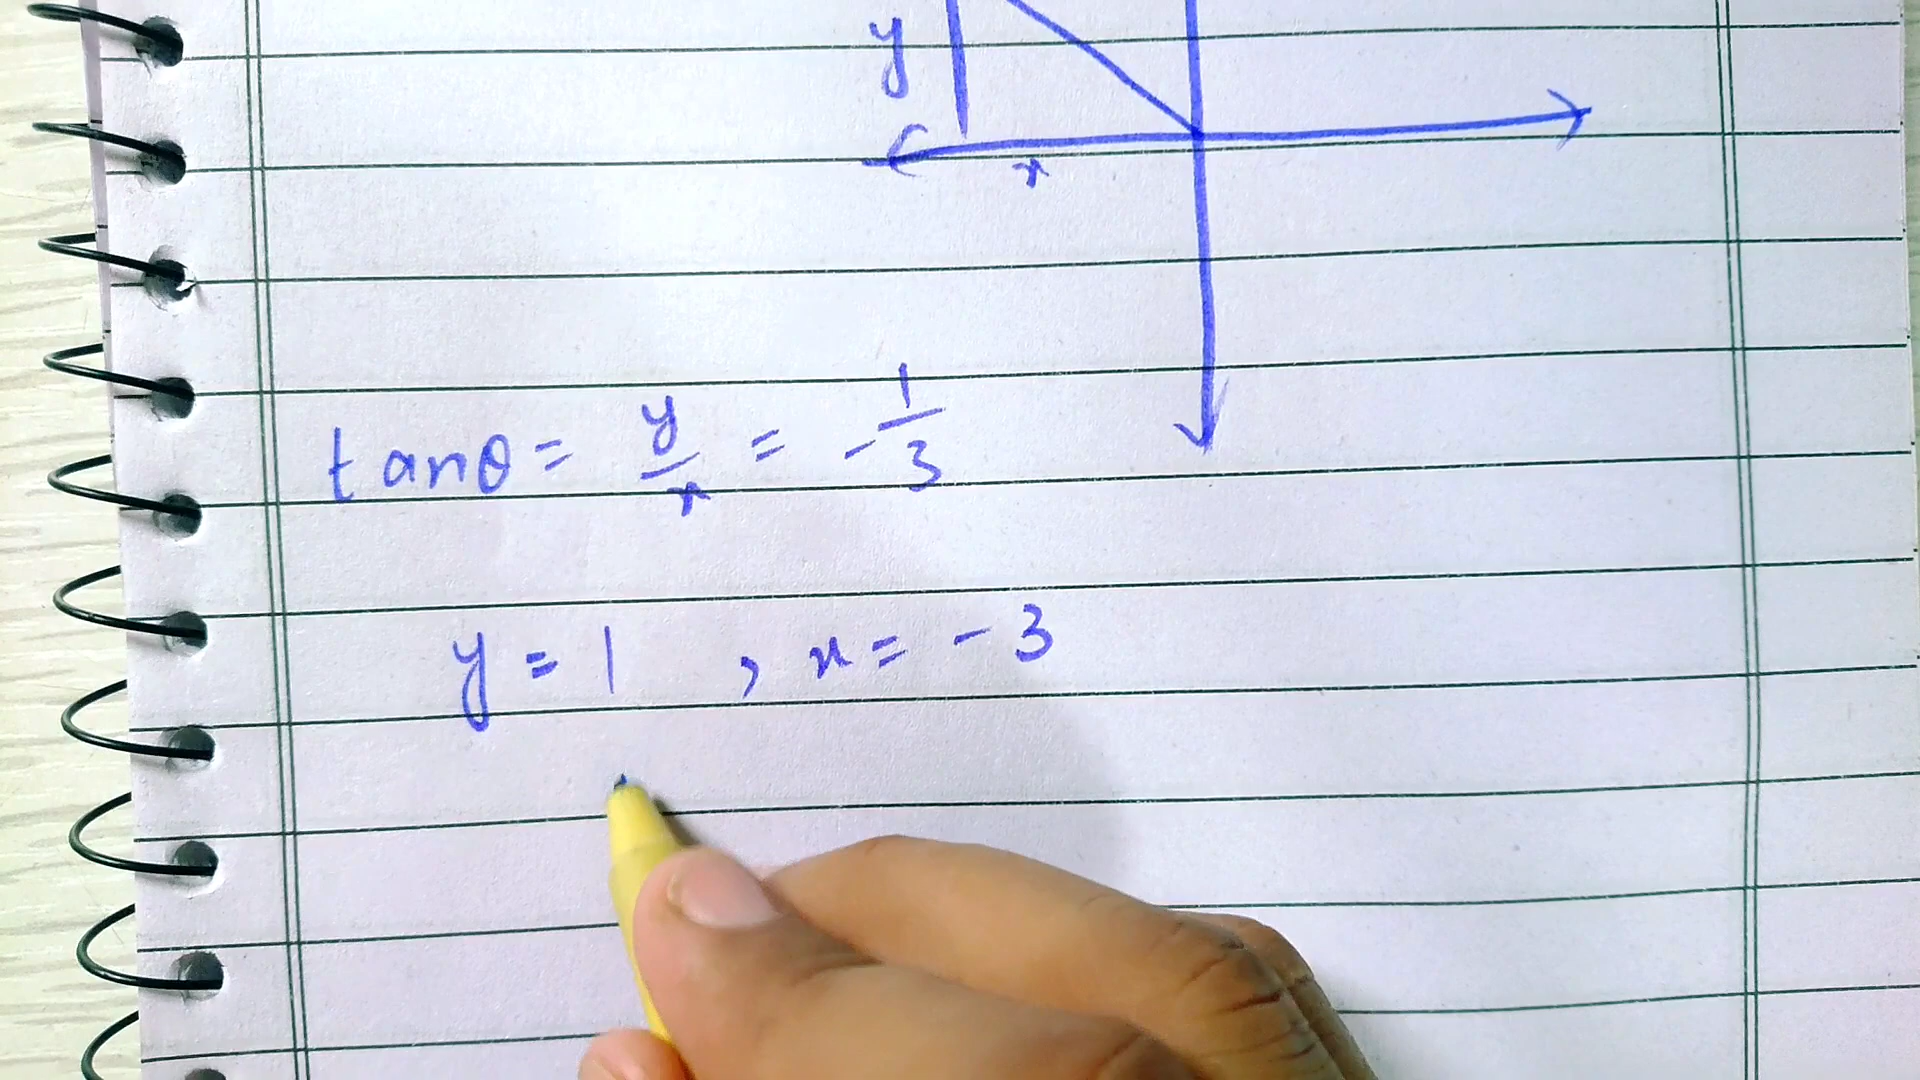 y
x
tanθ = y/x = -1/3
y = 1 , x = -3